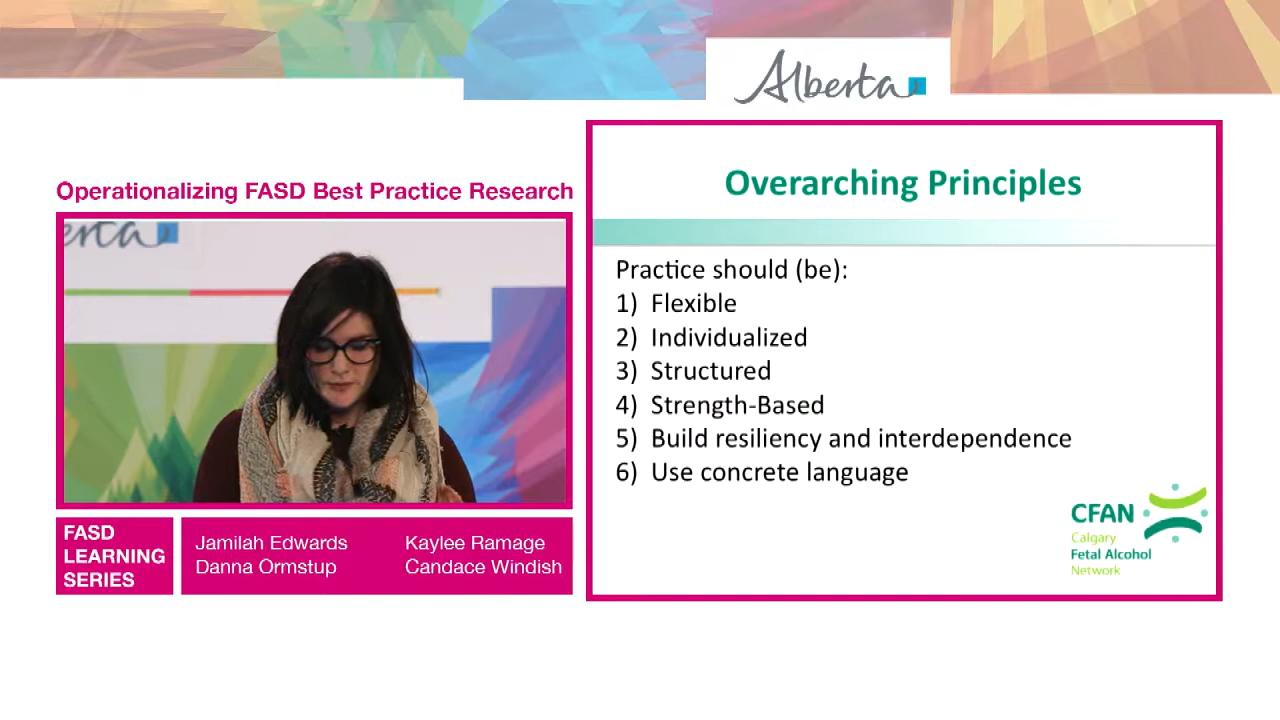 Alberta
Operationalizing FASD Best Practice Research
erta
FASD
LEARNING
SERIES
Jamilah Edwards
Danna Ormstup
Kaylee Ramage
Candace Windish
Overarching Principles
Practice should (be):
1) Flexible
2) Individualized
3) Structured
4) Strength-Based
5) Build resiliency and interdependence
6) Use concrete language
CFAN
Calgary
Fetal Alcohol
Network